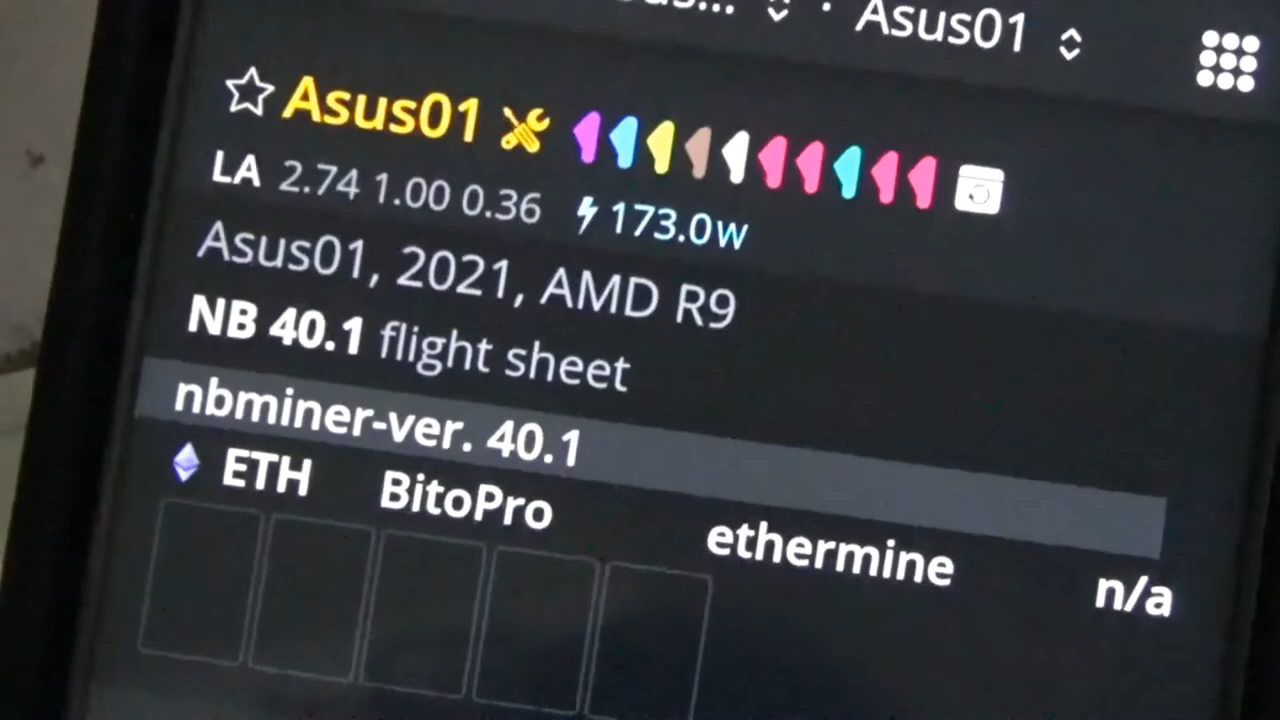 Asus01
Asus01
LA 2.74 1.00 0.36 173.0W
Asus01, 2021, AMD R9
NB 40.1 flight sheet
nbminer-ver. 40.1
ETH BitoPro ethermine n/a